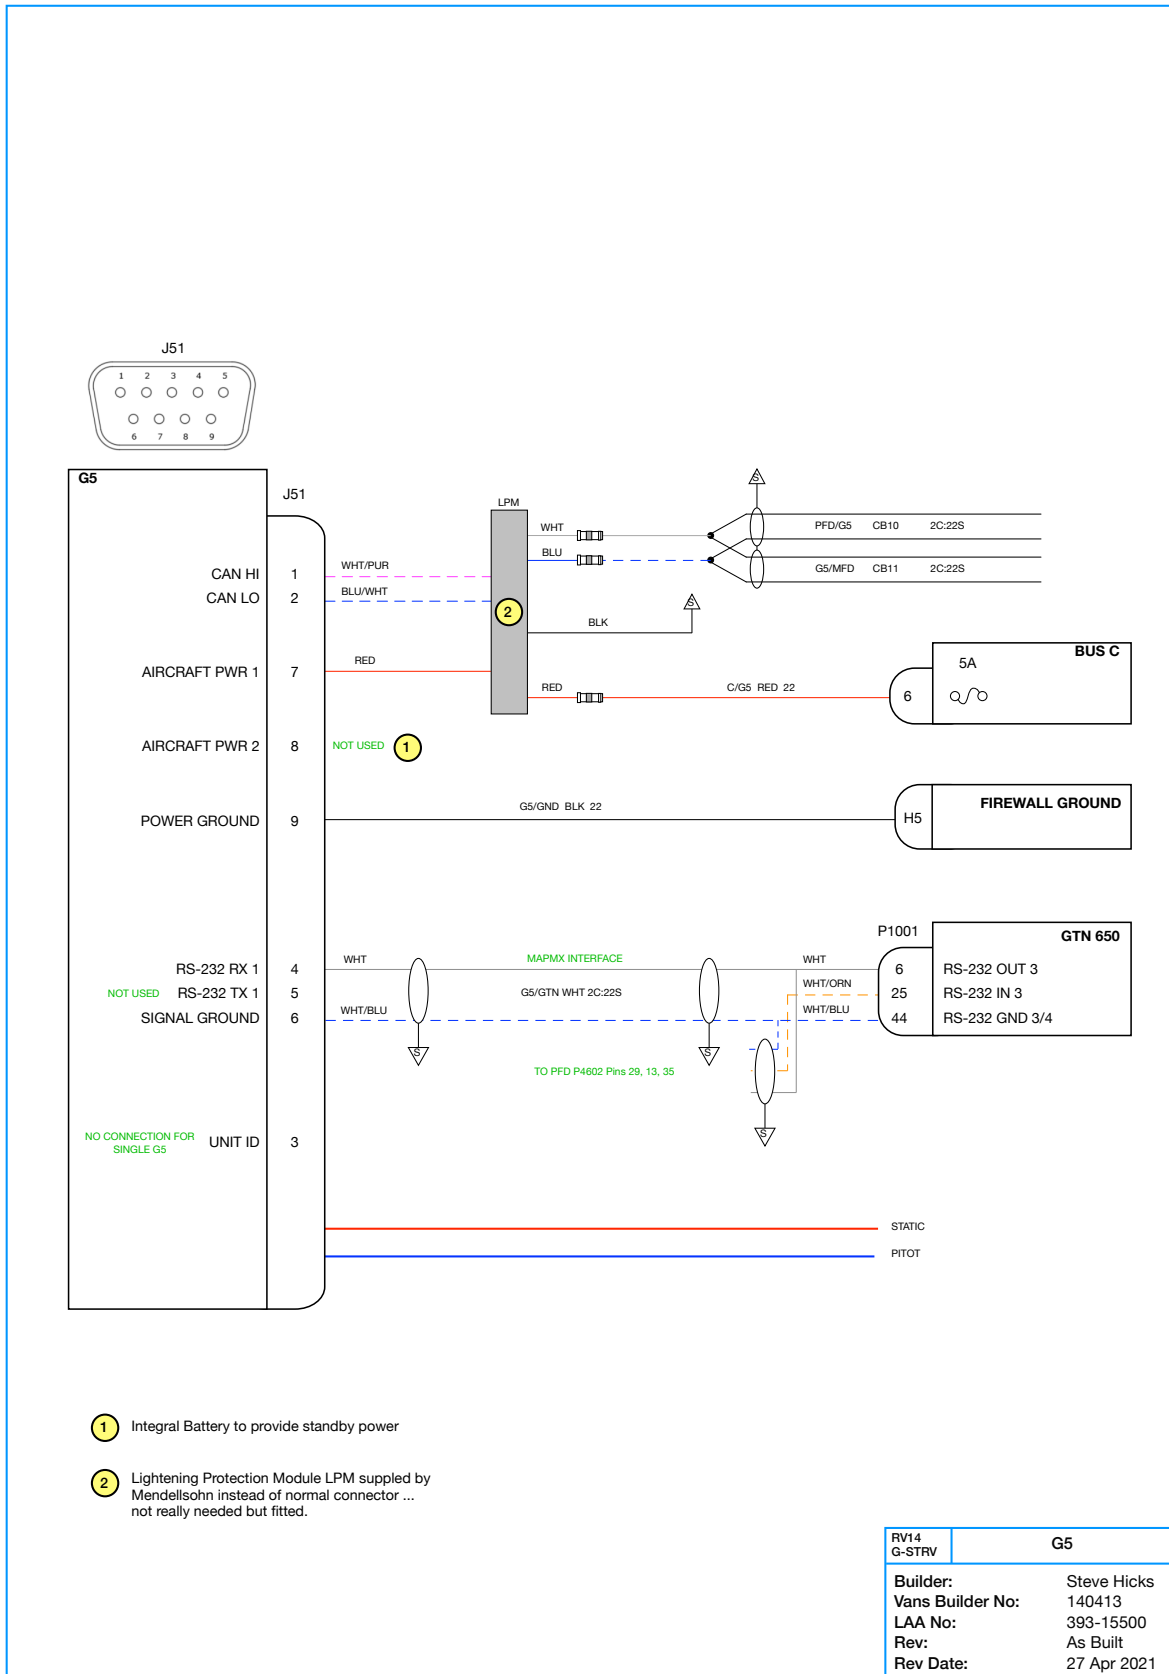 J51
1 2 3 4 5
6 7 8 9
G5
J51
LPM
S
WHT
PFD/G5 CB10 2C:22S
BLU
G5/MFD CB11 2C:22S
CAN HI 1 WHT/PUR
CAN LO 2 BLU/WHT
S
2
BLK
BUS C
5A
AIRCRAFT PWR 1 7 RED
RED C/G5 RED 22 6
AIRCRAFT PWR 2 8 NOT USED 1
FIREWALL GROUND
POWER GROUND 9 G5/GND BLK 22 H5
P1001
GTN 650
RS-232 RX 1 4 WHT MAPMX INTERFACE WHT 6 RS-232 OUT 3
NOT USED RS-232 TX 1 5 G5/GTN WHT 2C:22S WHT/ORN 25 RS-232 IN 3
SIGNAL GROUND 6 WHT/BLU WHT/BLU 44 RS-232 GND 3/4
S S
TO PFD P4602 Pins 29, 13, 35
S
NO CONNECTION FOR
SINGLE G5
UNIT ID 3
STATIC
PITOT
1 Integral Battery to provide standby power
2 Lightening Protection Module LPM suppled by
Mendellsohn instead of normal connector ...
not really needed but fitted.
RV14
G-STRV
G5
Builder: Steve Hicks
Vans Builder No: 140413
LAA No: 393-15500
Rev: As Built
Rev Date: 27 Apr 2021